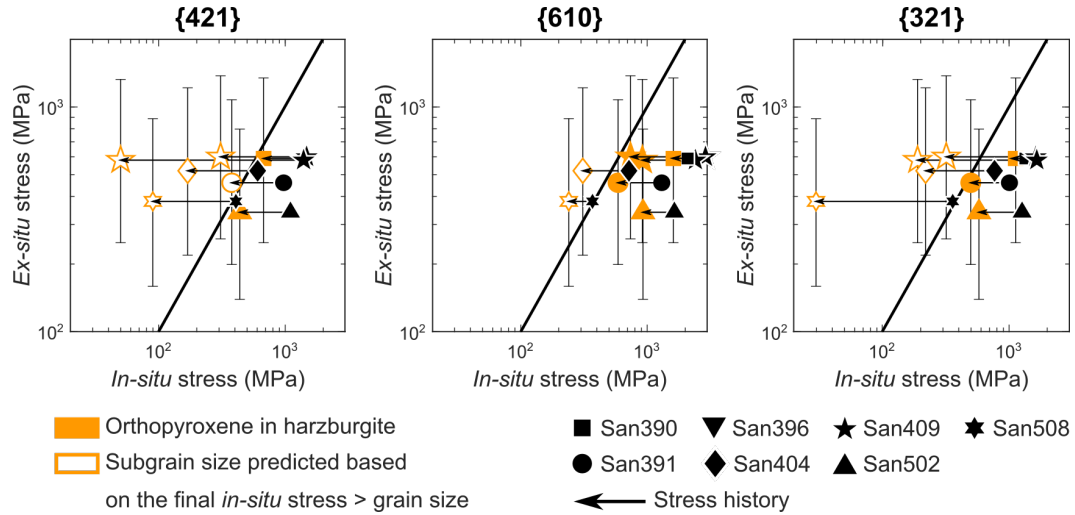 {421} {610} {321}
Ex-situ stress (MPa) Ex-situ stress (MPa) Ex-situ stress (MPa)
10³ 10³ 10³
10² 10² 10²
10² 10³ 10² 10³ 10² 10³
In-situ stress (MPa) In-situ stress (MPa) In-situ stress (MPa)
Orthopyroxene in harzburgite San390 San396 San409 San508
Subgrain size predicted based San391 San404 San502
on the final in-situ stress > grain size Stress history